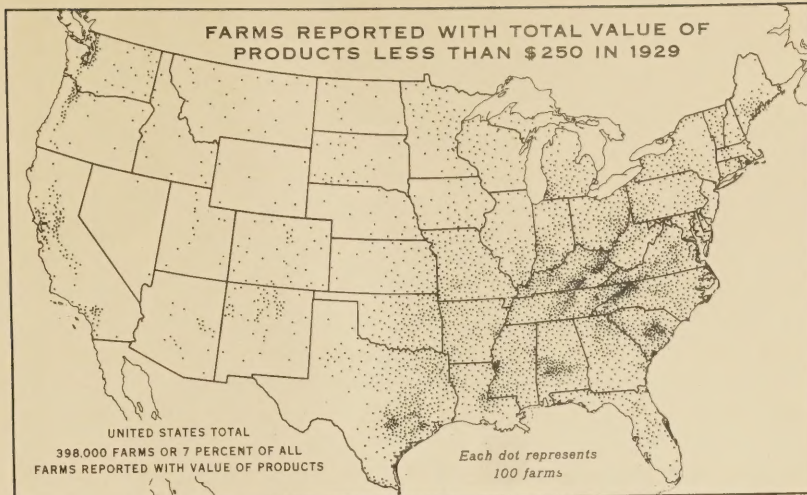 FARMS REPORTED WITH TOTAL VALUE OF
PRODUCTS LESS THAN $250 IN 1929
UNITED STATES TOTAL
398,000 FARMS OR 7 PERCENT OF ALL
FARMS REPORTED WITH VALUE OF PRODUCTS
Each dot represents
100 farms